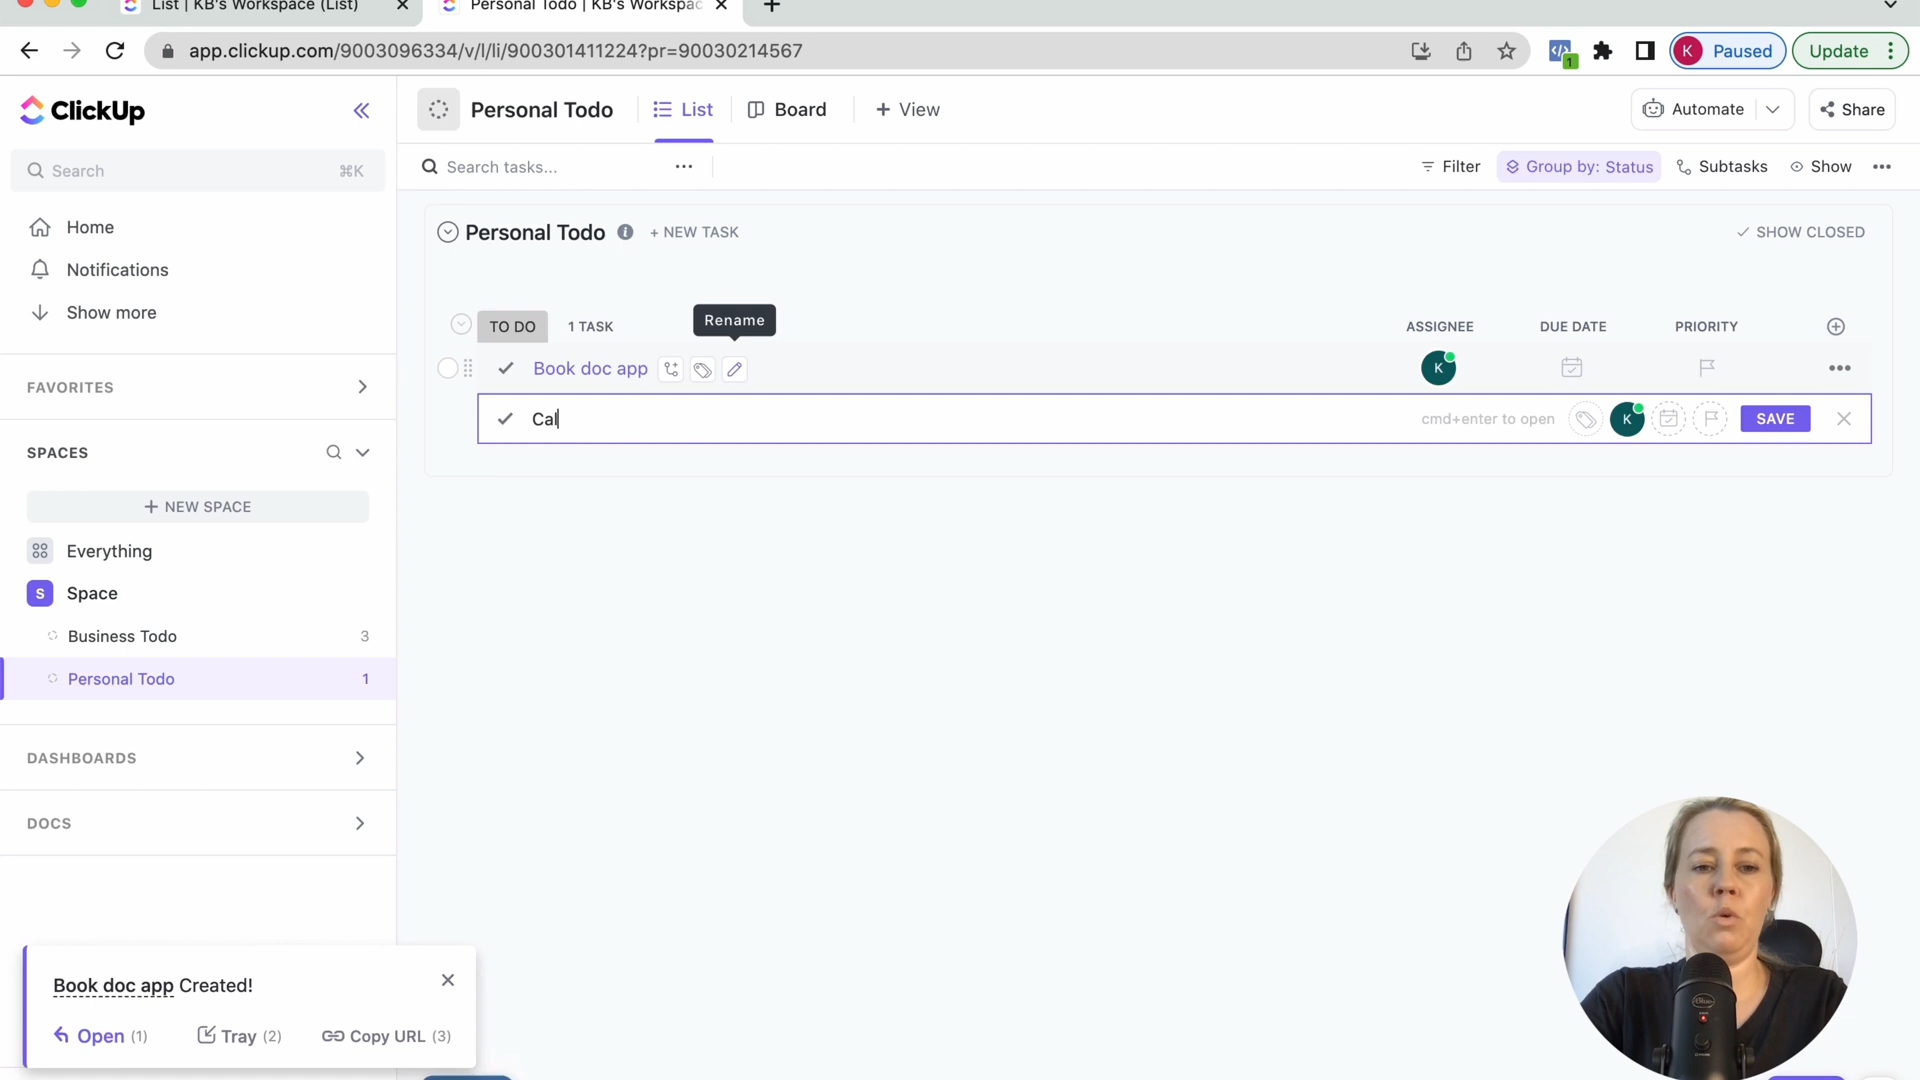 List | KB's Workspace (List)
Personal Todo | KB's Workspac
app.clickup.com/9003096334/v/l/li/900301411224?pr=90030214567
1
K Paused
Update
ClickUp
Personal Todo
List
Board
+ View
Automate
Share
Search ⌘K
Search tasks...
Filter
Group by: Status
Subtasks
Show
Home
Notifications
Show more
Personal Todo
+ NEW TASK
SHOW CLOSED
Rename
TO DO
1 TASK
ASSIGNEE
DUE DATE
PRIORITY
Book doc app
K
Cal
cmd+enter to open
K
SAVE
FAVORITES
SPACES
+ NEW SPACE
Everything
S Space
Business Todo 3
Personal Todo 1
DASHBOARDS
DOCS
Book doc app Created!
Open (1)
Tray (2)
Copy URL (3)